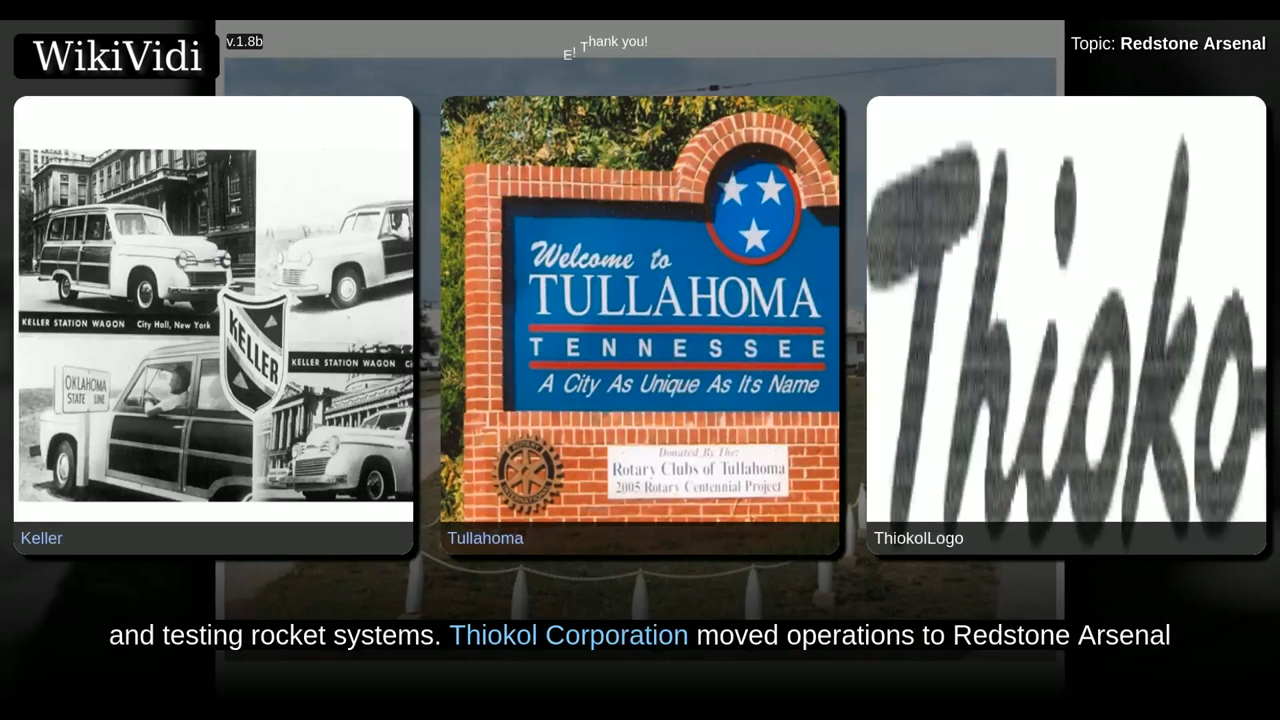 WikiVidi
v.1.8b
E! Thank you!
Topic: Redstone Arsenal
KELLER STATION WAGON City Hall, New York
KELLER
KELLER STATION WAGON
OKLAHOMA
STATE LINE
Keller
Welcome to
TULLAHOMA
TENNESSEE
A City As Unique As Its Name
Donated By The:
Rotary Clubs of Tullahoma
2005 Rotary Centennial Project
Tullahoma
Thioko
ThiokolLogo
and testing rocket systems. Thiokol Corporation moved operations to Redstone Arsenal